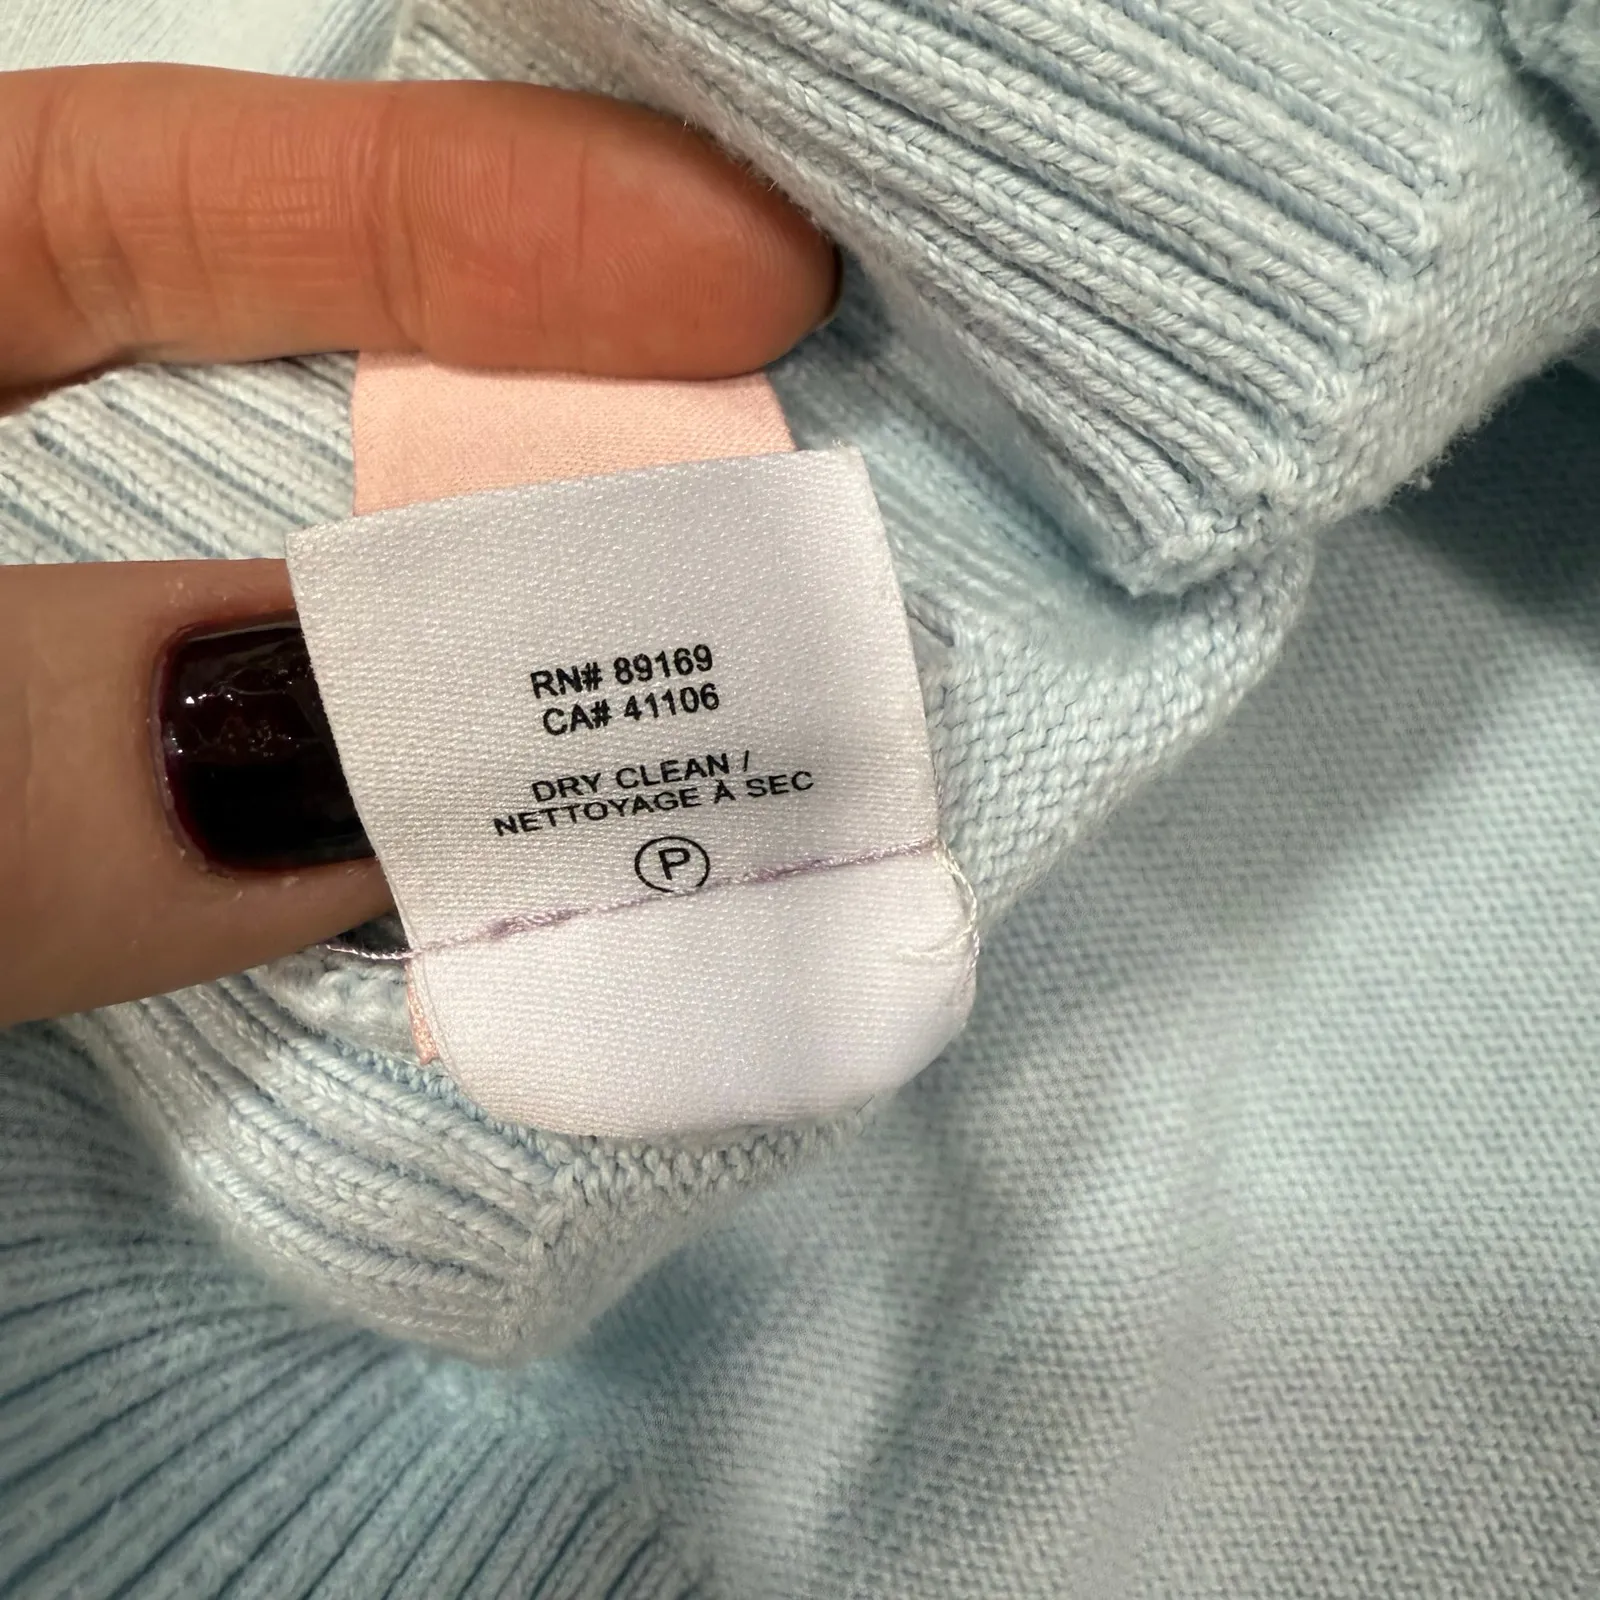 RN# 89169
CA# 41106
DRY CLEAN /
NETTOYAGE À SEC
P